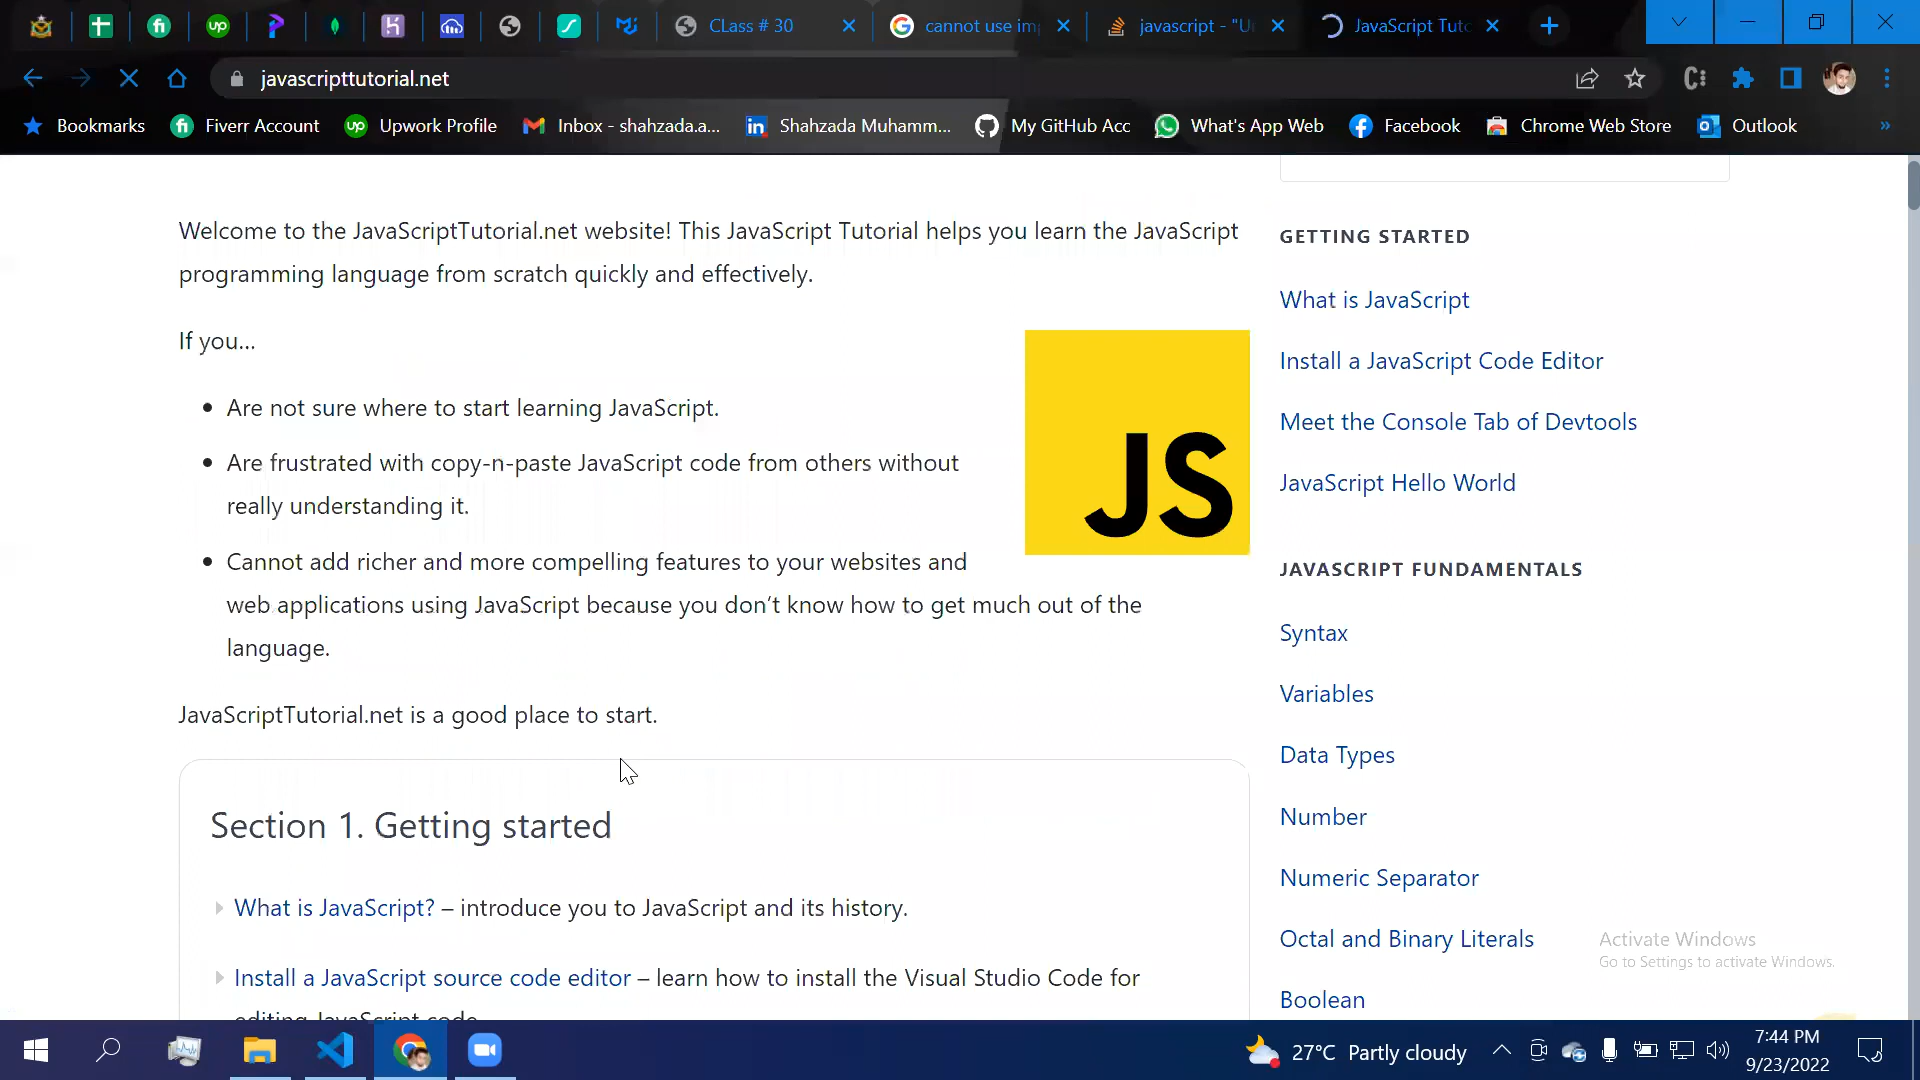 CLass # 30
cannot use im
javascript - "U
JavaScript Tuto
javascripttutorial.net
Bookmarks
Fiverr Account
Upwork Profile
Inbox - shahzada.a...
Shahzada Muhamm...
My GitHub Acc
What's App Web
Facebook
Chrome Web Store
Outlook
Welcome to the JavaScriptTutorial.net website! This JavaScript Tutorial helps you learn the JavaScript
programming language from scratch quickly and effectively.
If you…
Are not sure where to start learning JavaScript.
Are frustrated with copy-n-paste JavaScript code from others without
really understanding it.
Cannot add richer and more compelling features to your websites and
web applications using JavaScript because you don’t know how to get much out of the
language.
JS
JavaScriptTutorial.net is a good place to start.
Section 1. Getting started
What is JavaScript? – introduce you to JavaScript and its history.
Install a JavaScript source code editor – learn how to install the Visual Studio Code for
editing JavaScript code.
GETTING STARTED
What is JavaScript
Install a JavaScript Code Editor
Meet the Console Tab of Devtools
JavaScript Hello World
JAVASCRIPT FUNDAMENTALS
Syntax
Variables
Data Types
Number
Numeric Separator
Octal and Binary Literals
Boolean
Activate Windows
Go to Settings to activate Windows.
27°C Partly cloudy
7:44 PM
9/23/2022